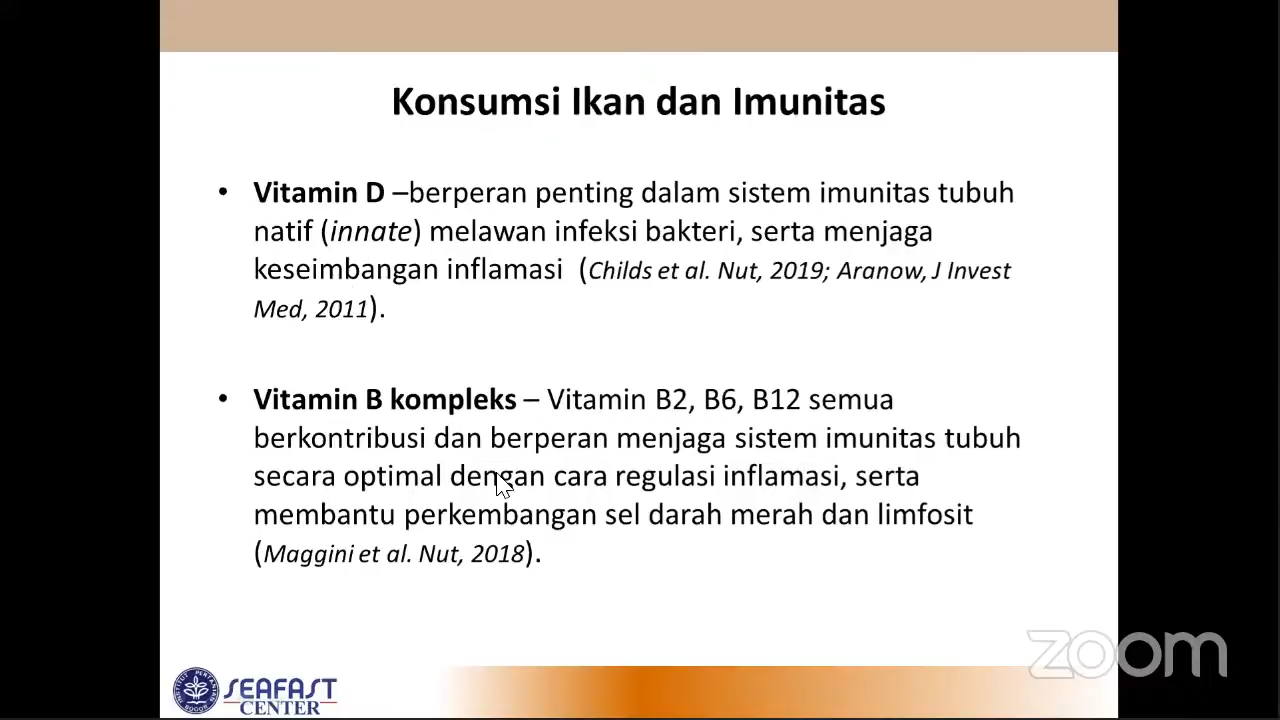 Konsumsi Ikan dan Imunitas
• Vitamin D –berperan penting dalam sistem imunitas tubuh
natif (innate) melawan infeksi bakteri, serta menjaga
keseimbangan inflamasi (Childs et al. Nut, 2019; Aranow, J Invest
Med, 2011).
• Vitamin B kompleks – Vitamin B2, B6, B12 semua
berkontribusi dan berperan menjaga sistem imunitas tubuh
secara optimal dengan cara regulasi inflamasi, serta
membantu perkembangan sel darah merah dan limfosit
(Maggini et al. Nut, 2018).
zoom
INSTITUT PERTANIAN
BOGOR
SEAFAST
CENTER